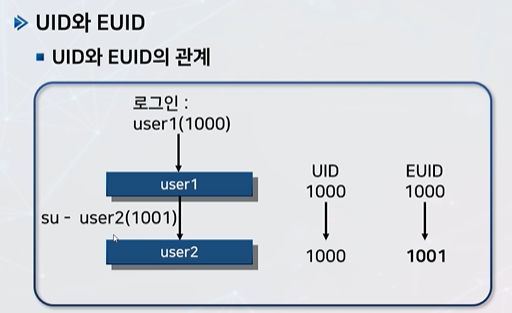 UID와 EUID
UID와 EUID의 관계
로그인 :
user1(1000)
user1
su - user2(1001)
user2
UID
1000
1000
EUID
1000
1001